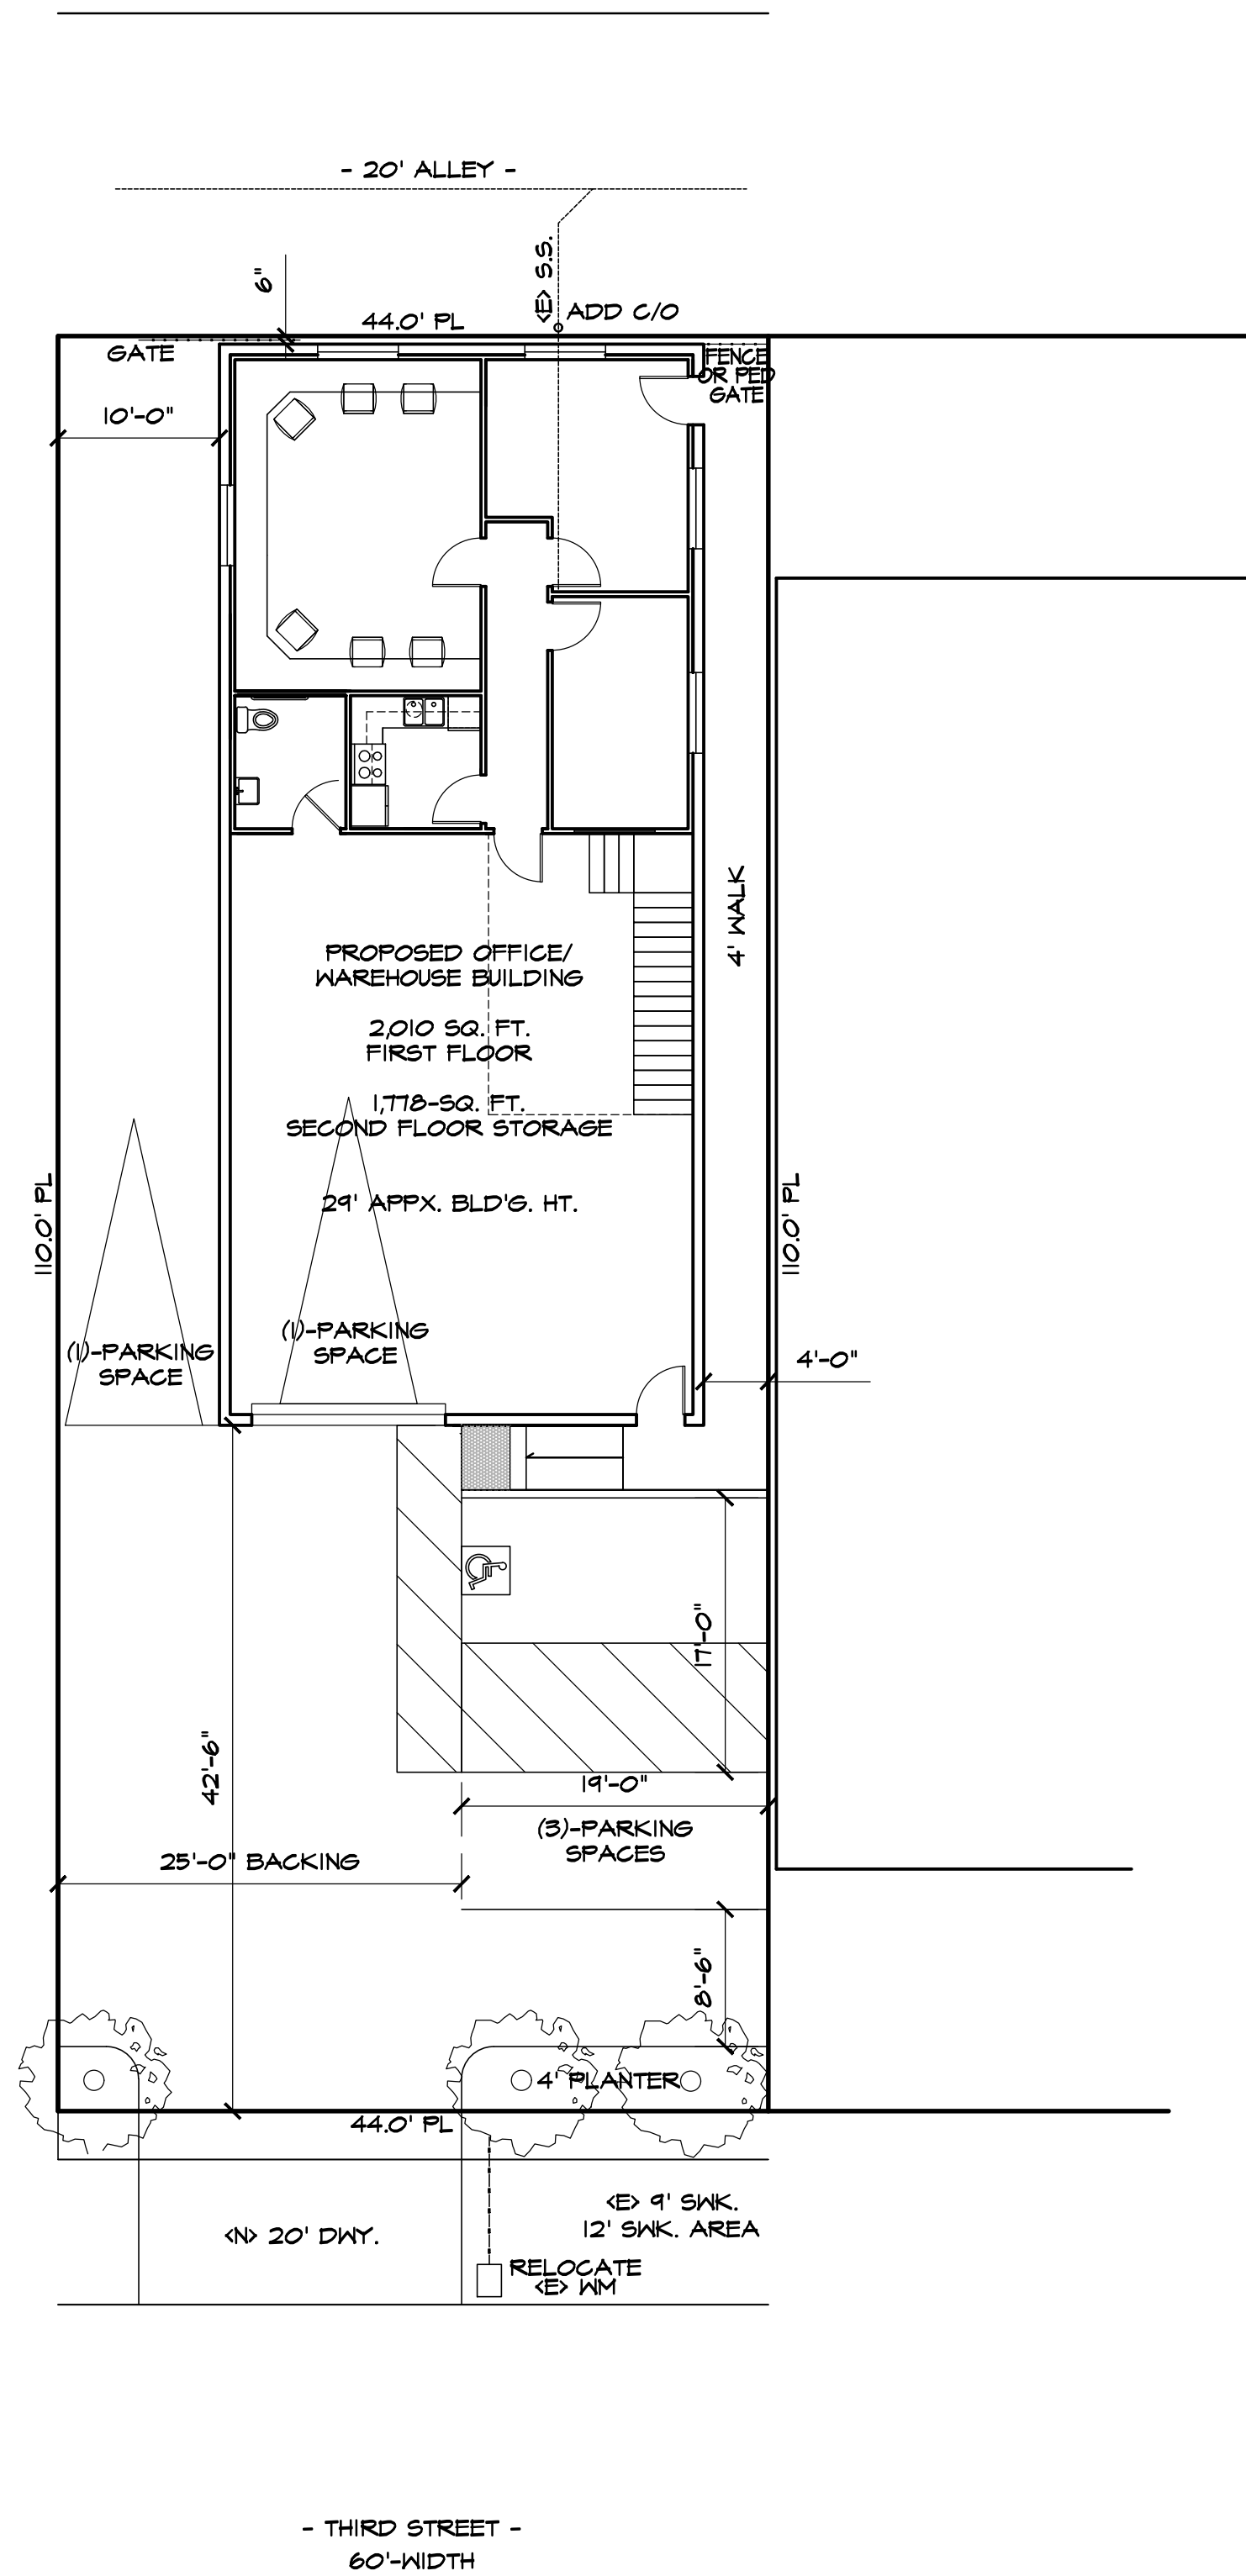 - 20' ALLEY -
6"
<E> S.S.
ADD C/O
44.0' PL
GATE
FENCE
OR PED
GATE
10'-0"
4' WALK
PROPOSED OFFICE/
WAREHOUSE BUILDING
2,010 SQ. FT.
FIRST FLOOR
1,778-SQ. FT.
SECOND FLOOR STORAGE
29' APPX. BLD'G. HT.
110.0' PL
110.0' PL
(1)-PARKING
SPACE
(1)-PARKING
SPACE
4'-0"
17'-0"
42'-6"
19'-0"
(3)-PARKING
SPACES
25'-0" BACKING
8'-6"
4' PLANTER
44.0' PL
<E> 9' SWK.
12' SWK. AREA
<N> 20' DWY.
RELOCATE
<E> WM
- THIRD STREET -
60'-WIDTH